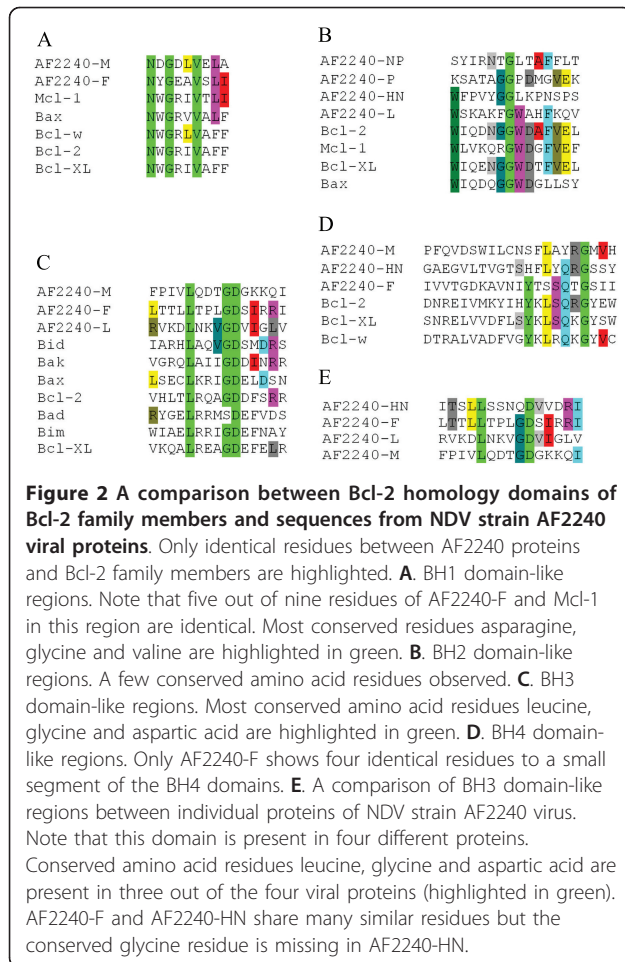 A
AF2240-M NDGDLVELA
AF2240-F NYGEAVSLI
Mcl-1 NWGRIVTLI
Bax NWGRVVALF
Bcl-w NWGRLVAFF
Bcl-2 NWGRIVAFF
Bcl-XL NWGRIVAFF
B
AF2240-NP SYIRNTGLTAFFLT
AF2240-P KSATAGGPDMGVEK
AF2240-HN WFPVYGGLKPNSPS
AF2240-L WSKAKFGWAHFKQV
Bcl-2 WIQDNGGWDAFVEL
Mcl-1 WLVKQRGWDGFVEF
Bcl-XL WIQENGGWDTFVEL
Bax WIQDQGGWDGLLSY
C
AF2240-M FPIVLQDTGDGKKQI
AF2240-F LTTLLTPLGDSIRRI
AF2240-L RVKDLNKVGDVIGLV
Bid IARHLAQVGDSMDRS
Bak VGRQLAIIGDDINRR
Bax LSECLKRIGDELDSN
Bcl-2 VHLTLRQAGDDFSRR
Bad RYGELRRMSDEFVDS
Bim WIAELRRIGDEFNAY
Bcl-XL VKQALREAGDEFELR
D
AF2240-M PFQVDSWILCNSFLAYRGMVH
AF2240-HN GAEGVLTVGTSHFLYQRGSSY
AF2240-F IVVTGDKAVNIYTSSQTGSII
Bcl-2 DNREIVMKYIHYKLSQRGYEW
Bcl-XL SNRELVVDFLSYKLSQKGYSW
Bcl-w DTRALVADFVGYKLRQKGYVC
E
AF2240-HN ITSLLSSNQDVVDRI
AF2240-F LTTLLTPLGDSIRRI
AF2240-L RVKDLNKVGDVIGLV
AF2240-M FPIVLQDTGDGKKQI
Figure 2 A comparison between Bcl-2 homology domains of
Bcl-2 family members and sequences from NDV strain AF2240
viral proteins. Only identical residues between AF2240 proteins
and Bcl-2 family members are highlighted. A. BH1 domain-like
regions. Note that five out of nine residues of AF2240-F and Mcl-1
in this region are identical. Most conserved residues asparagine,
glycine and valine are highlighted in green. B. BH2 domain-like
regions. A few conserved amino acid residues observed. C. BH3
domain-like regions. Most conserved amino acid residues leucine,
glycine and aspartic acid are highlighted in green. D. BH4 domain-
like regions. Only AF2240-F shows four identical residues to a small
segment of the BH4 domains. E. A comparison of BH3 domain-like
regions between individual proteins of NDV strain AF2240 virus.
Note that this domain is present in four different proteins.
Conserved amino acid residues leucine, glycine and aspartic acid are
present in three out of the four viral proteins (highlighted in green).
AF2240-F and AF2240-HN share many similar residues but the
conserved glycine residue is missing in AF2240-HN.